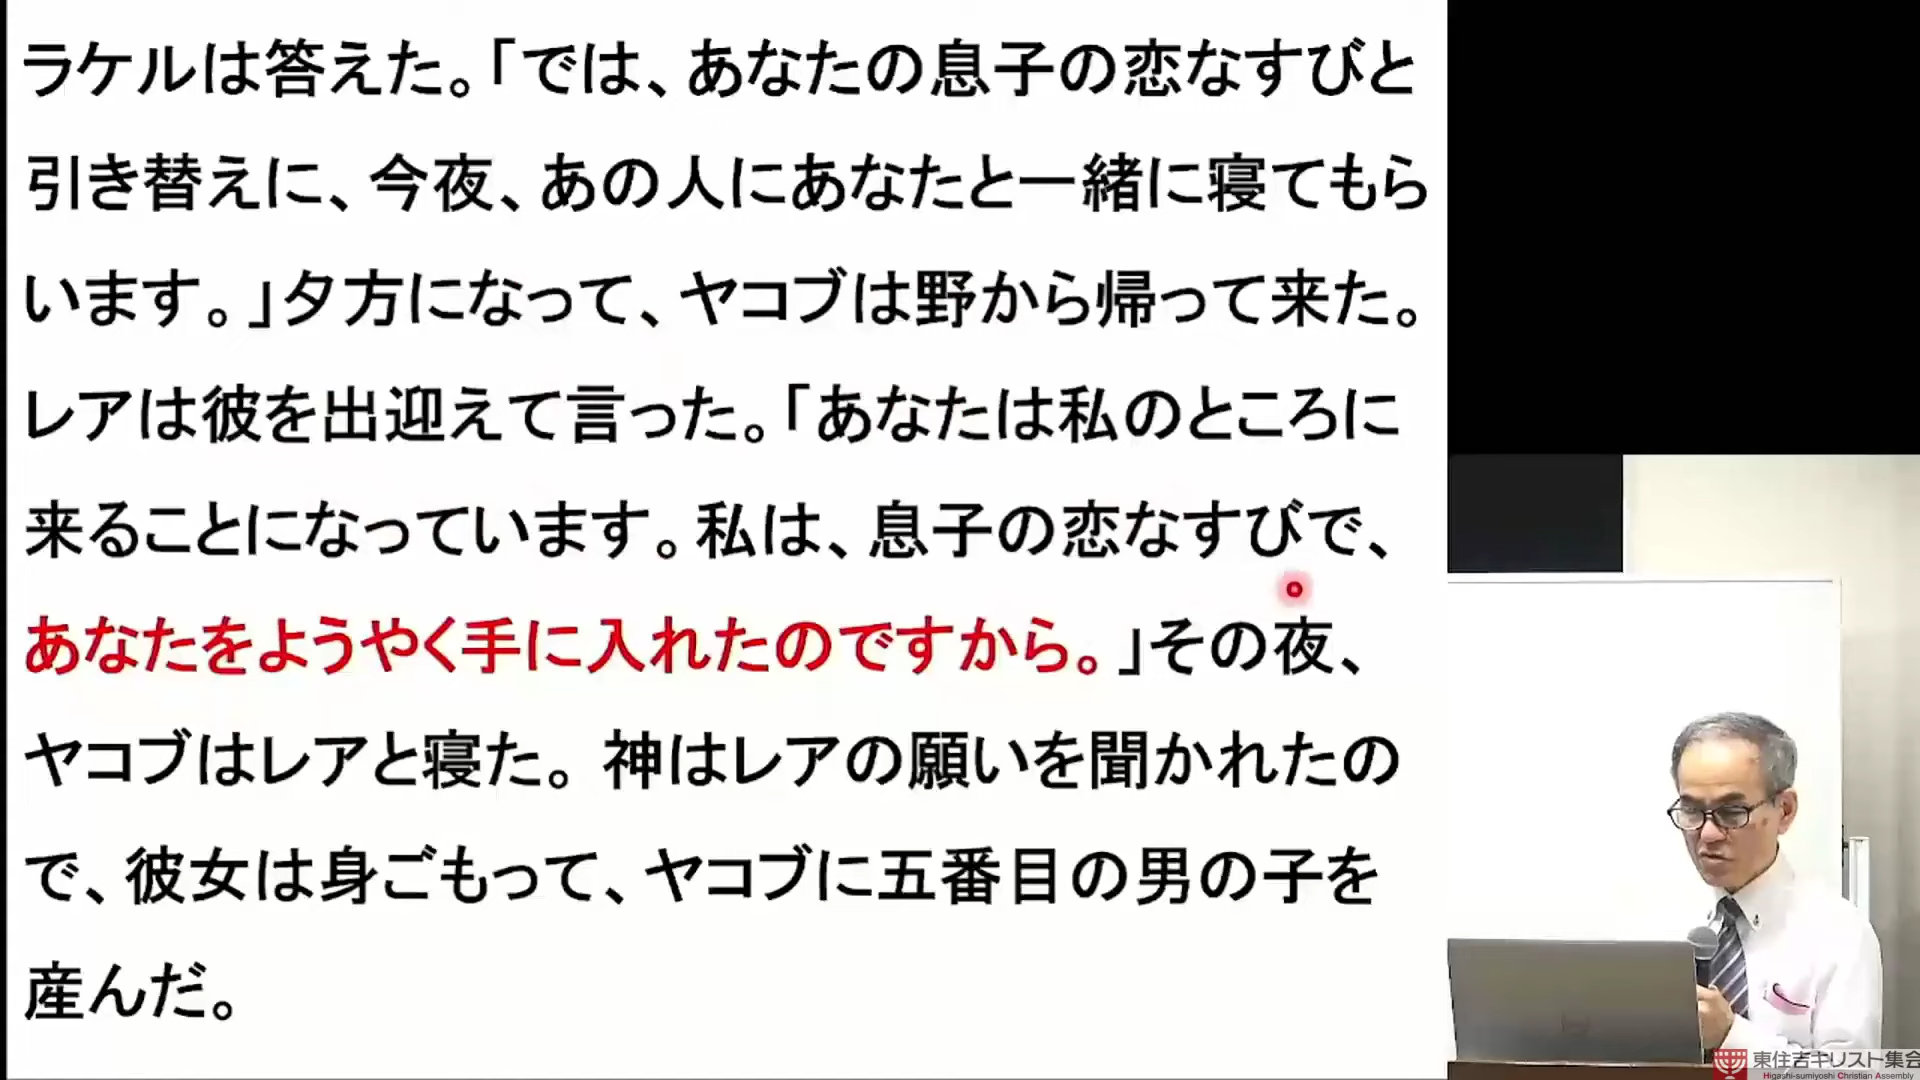 ラケルは答えた。「では、あなたの息子の恋なすびと
引き替えに、今夜、あの人にあなたと一緒に寝てもら
います。」夕方になって、ヤコブは野から帰って来た。
レアは彼を出迎えて言った。「あなたは私のところに
来ることになっています。私は、息子の恋なすびで、
あなたをようやく手に入れたのですから。」その夜、
ヤコブはレアと寝た。神はレアの願いを聞かれたの
で、彼女は身ごもって、ヤコブに五番目の男の子を
産んだ。
東住吉キリスト集会
Higashi-sumiyoshi Christian Assembly